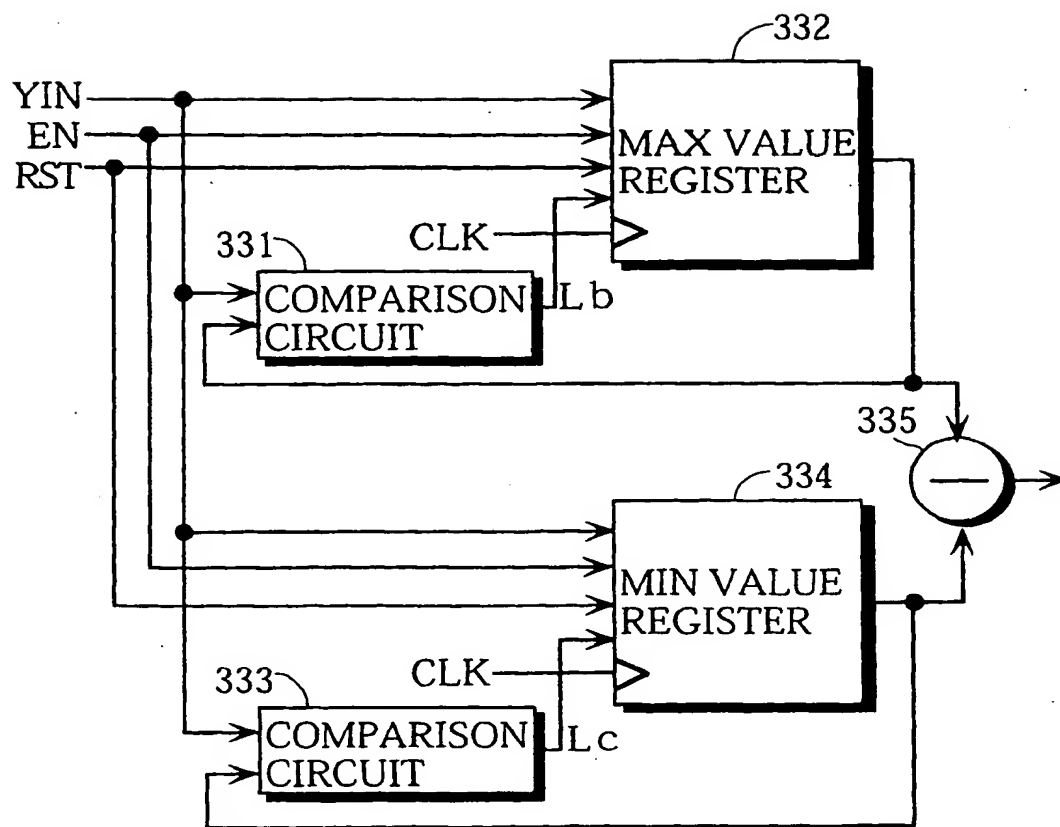 332
YIN
EN
RST
MAX VALUE
REGISTER
CLK
331
COMPARISON
CIRCUIT
Lb
335
334
MIN VALUE
REGISTER
CLK
333
COMPARISON
CIRCUIT
Lc